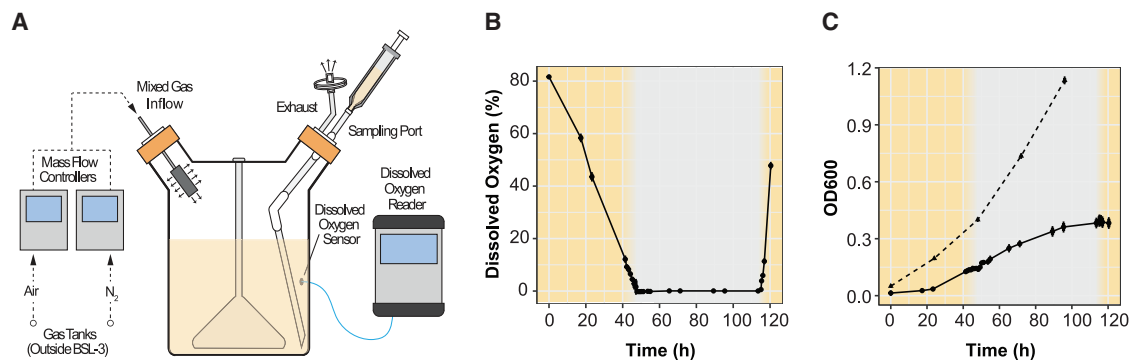 A
Mixed Gas
Inflow
Exhaust
Sampling Port
Mass Flow
Controllers
Dissolved
Oxygen
Reader
Dissolved
Oxygen
Sensor
Air
N2
Gas Tanks
(Outside BSL-3)
B
Dissolved Oxygen (%)
80
60
40
20
0
0 20 40 60 80 100 120
Time (h)
C
OD600
1.2
0.9
0.6
0.3
0.0
0 20 40 60 80 100 120
Time (h)